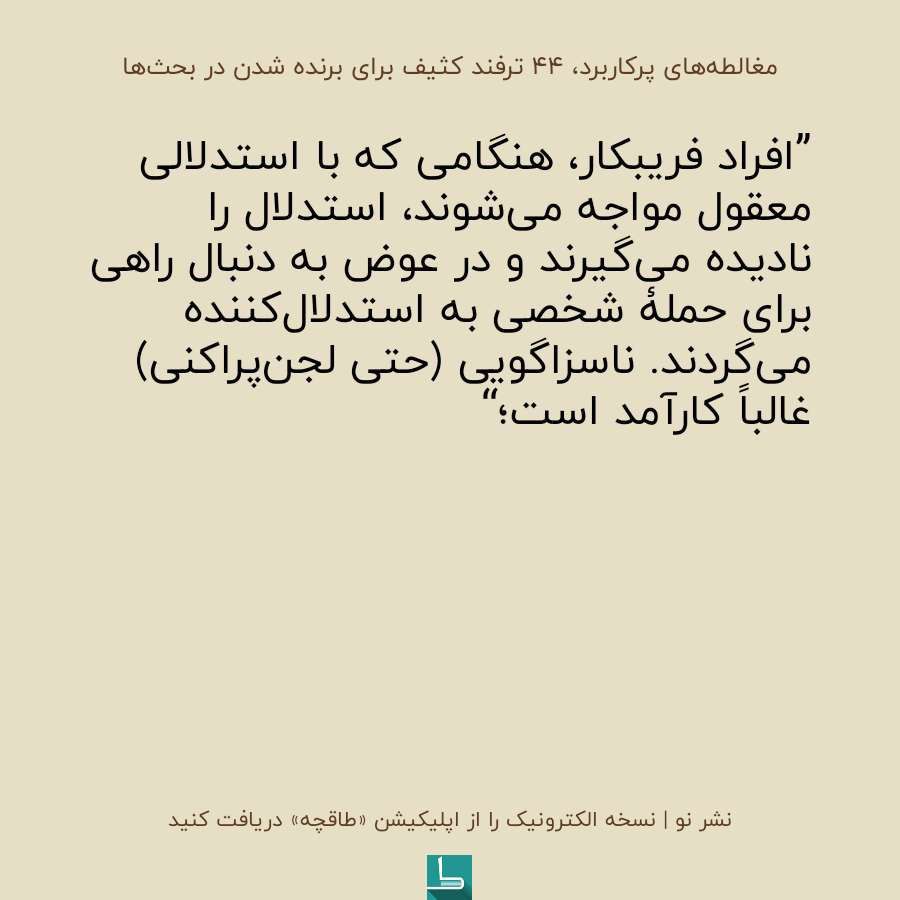 مغالطه‌های پرکاربرد، ۴۴ ترفند کثیف برای برنده شدن در بحث‌ها
”افراد فریبکار، هنگامی که با استدلالی
معقول مواجه می‌شوند، استدلال را
نادیده می‌گیرند و در عوض به دنبال راهی
برای حملهٔ شخصی به استدلال‌کننده
می‌گردند. ناسزاگویی (حتی لجن‌پراکنی)
غالباً کارآمد است؛“
نشر نو | نسخه الکترونیک را از اپلیکیشن «طاقچه» دریافت کنید